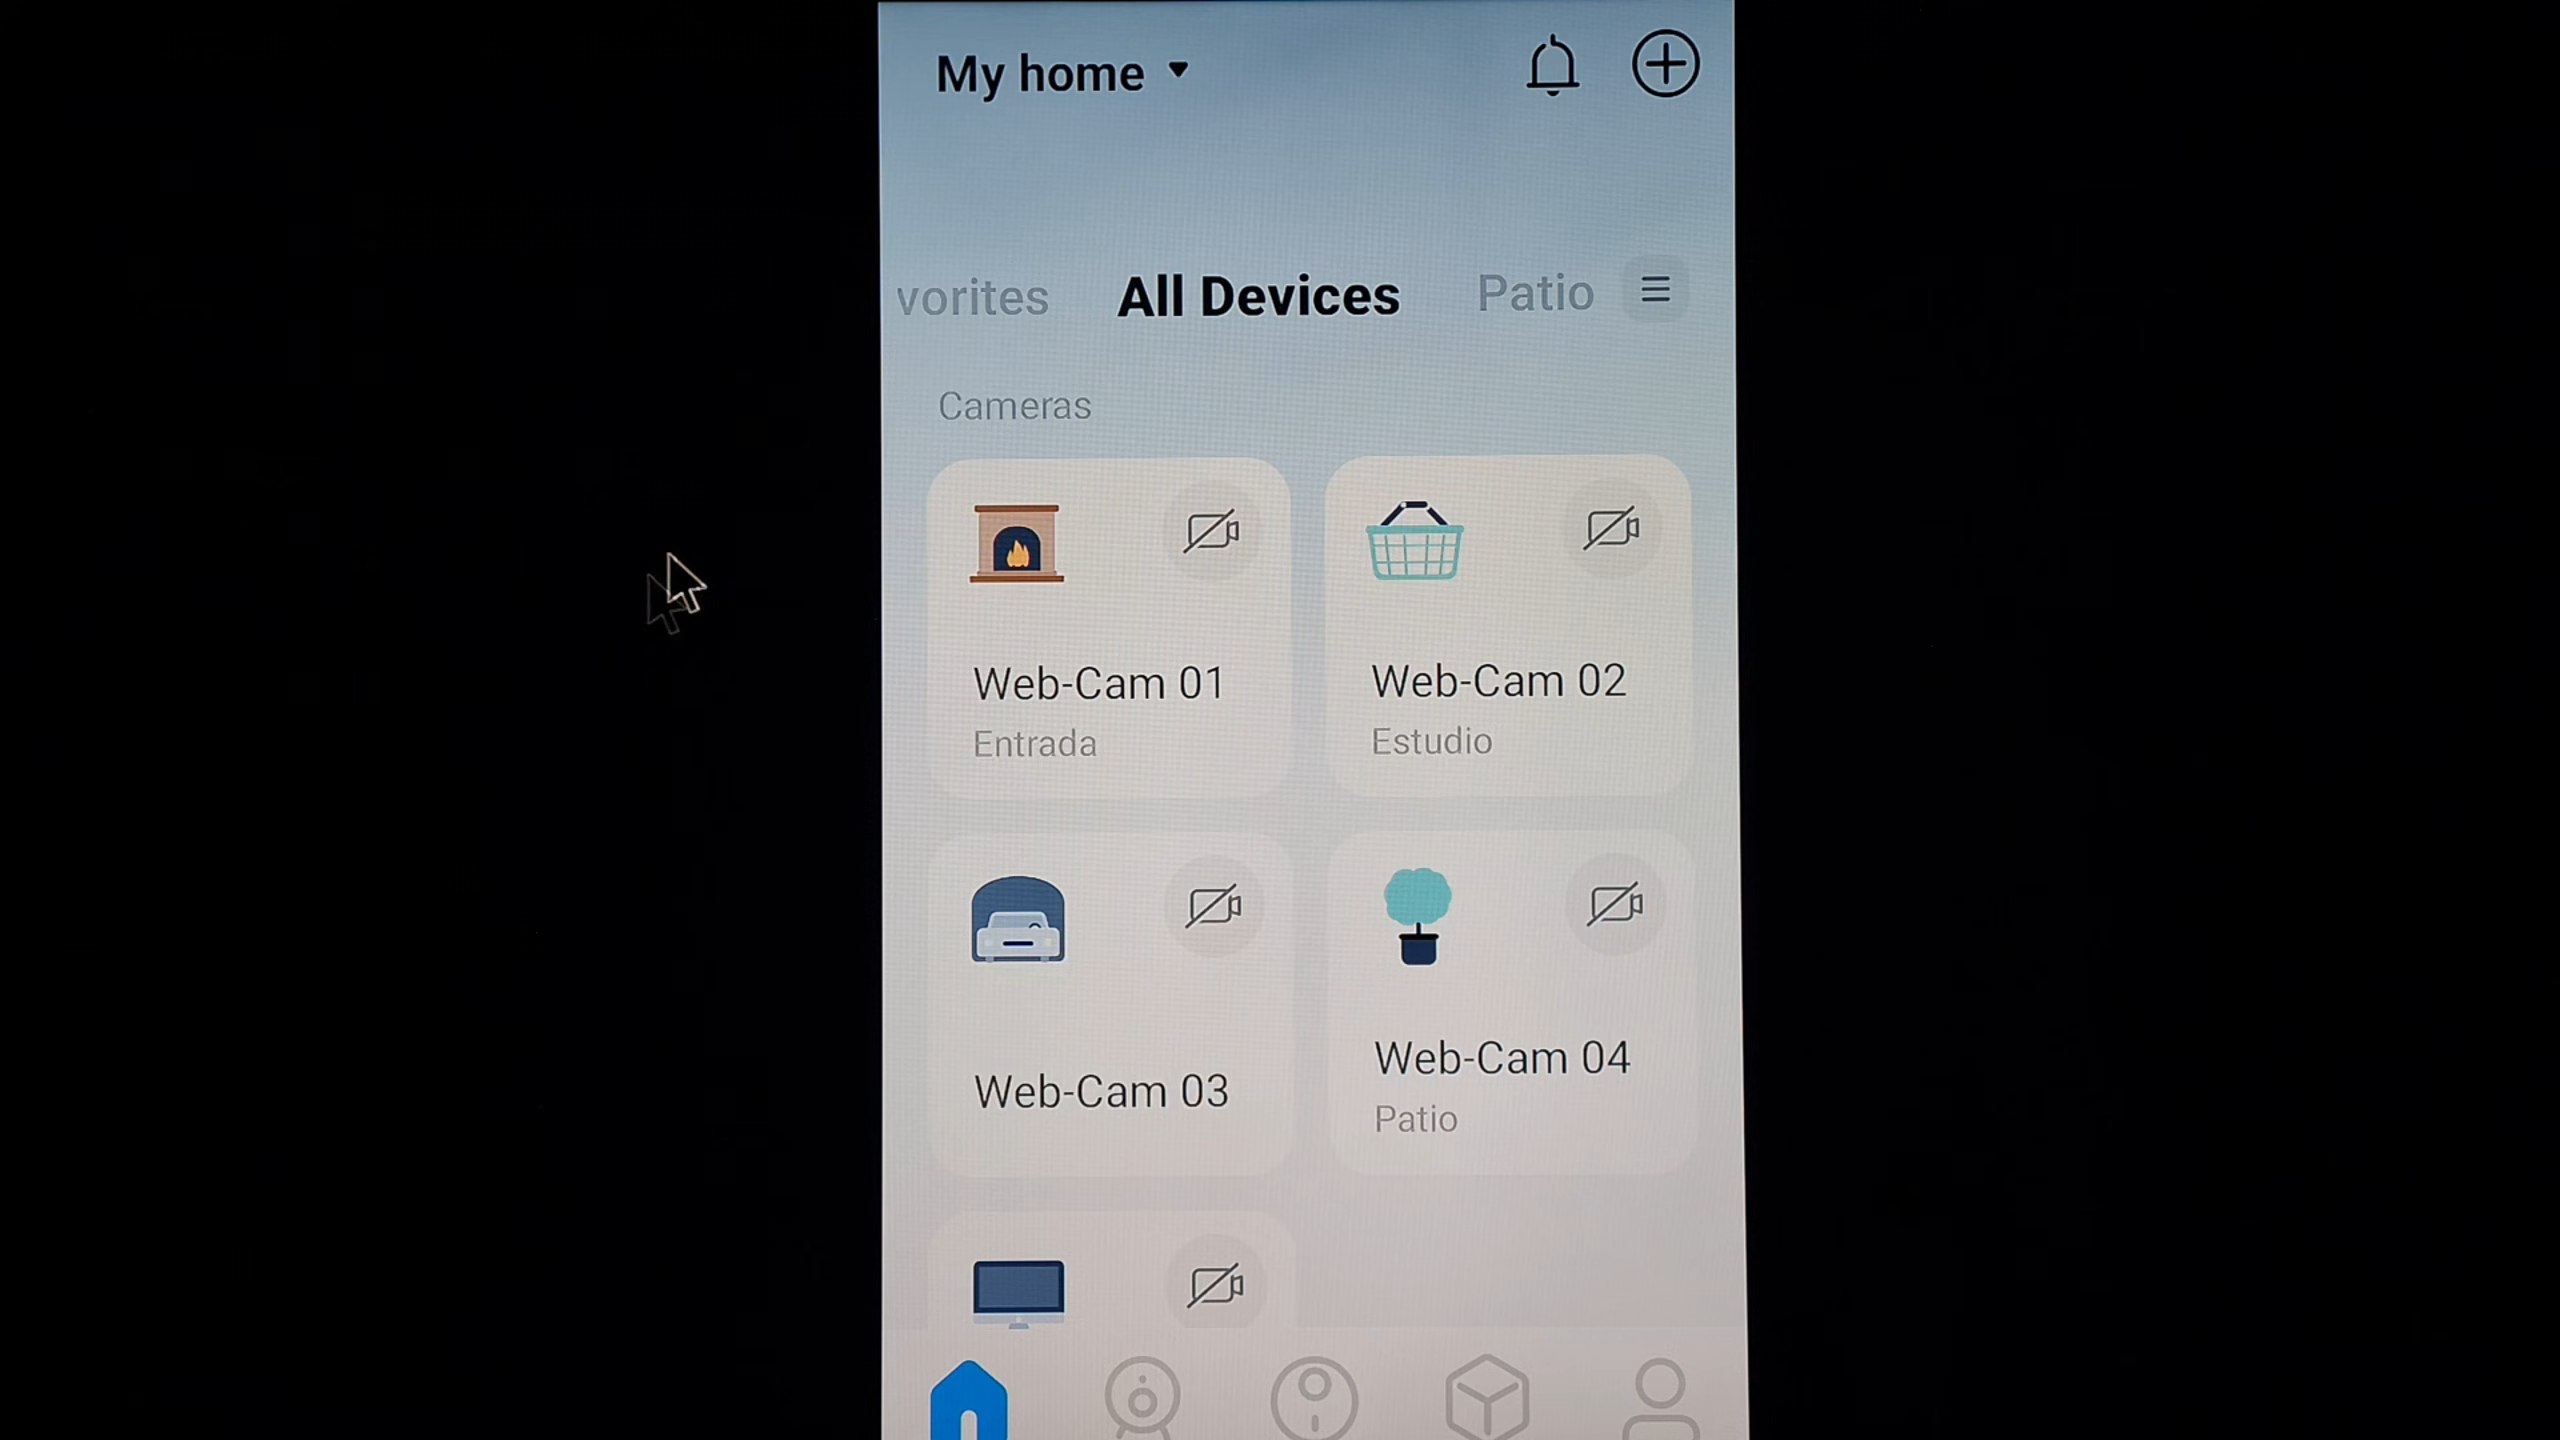 My home
vorites All Devices Patio
Cameras
Web-Cam 01
Entrada
Web-Cam 02
Estudio
Web-Cam 03
Web-Cam 04
Patio